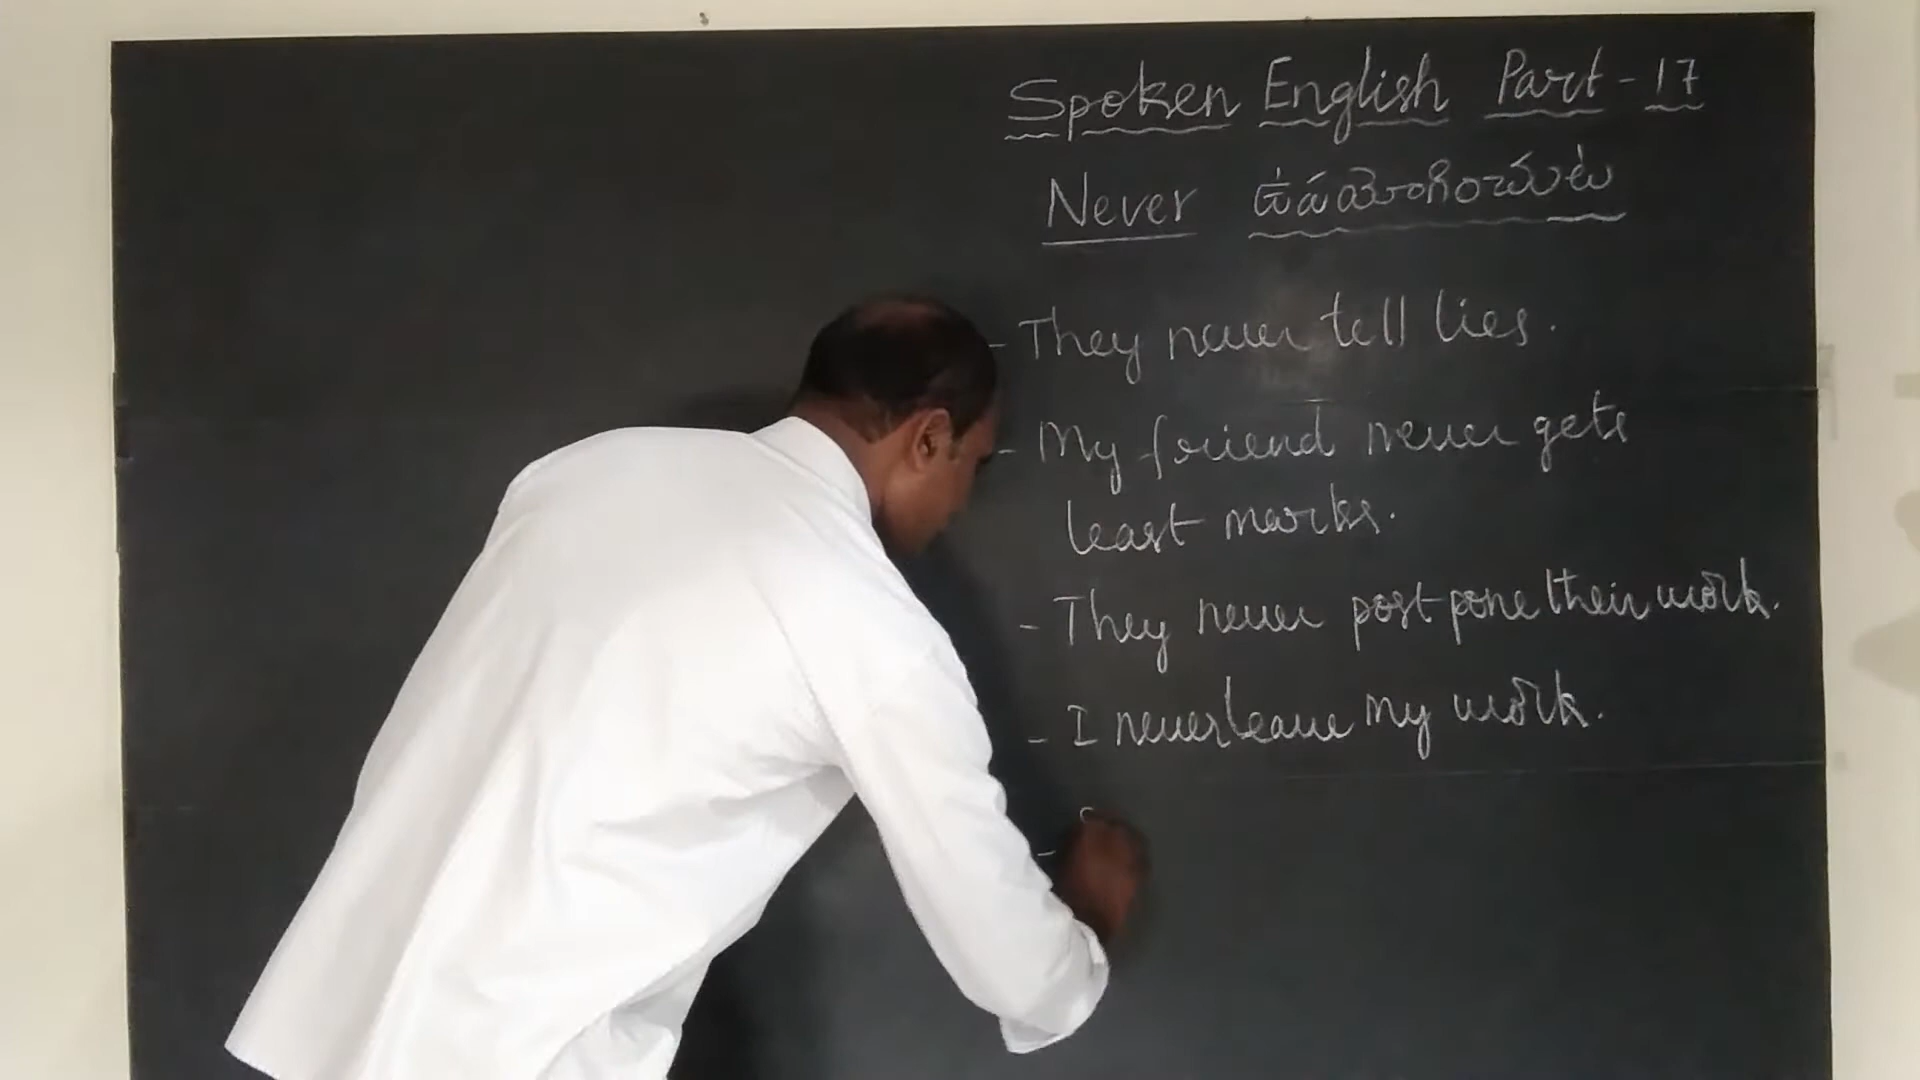 Spoken English Part-17
Never ఉపయోగించుట
- They never tell lies.
- My friend never gets
least marks.
- They never postpone their work.
- I never leave my work.
-